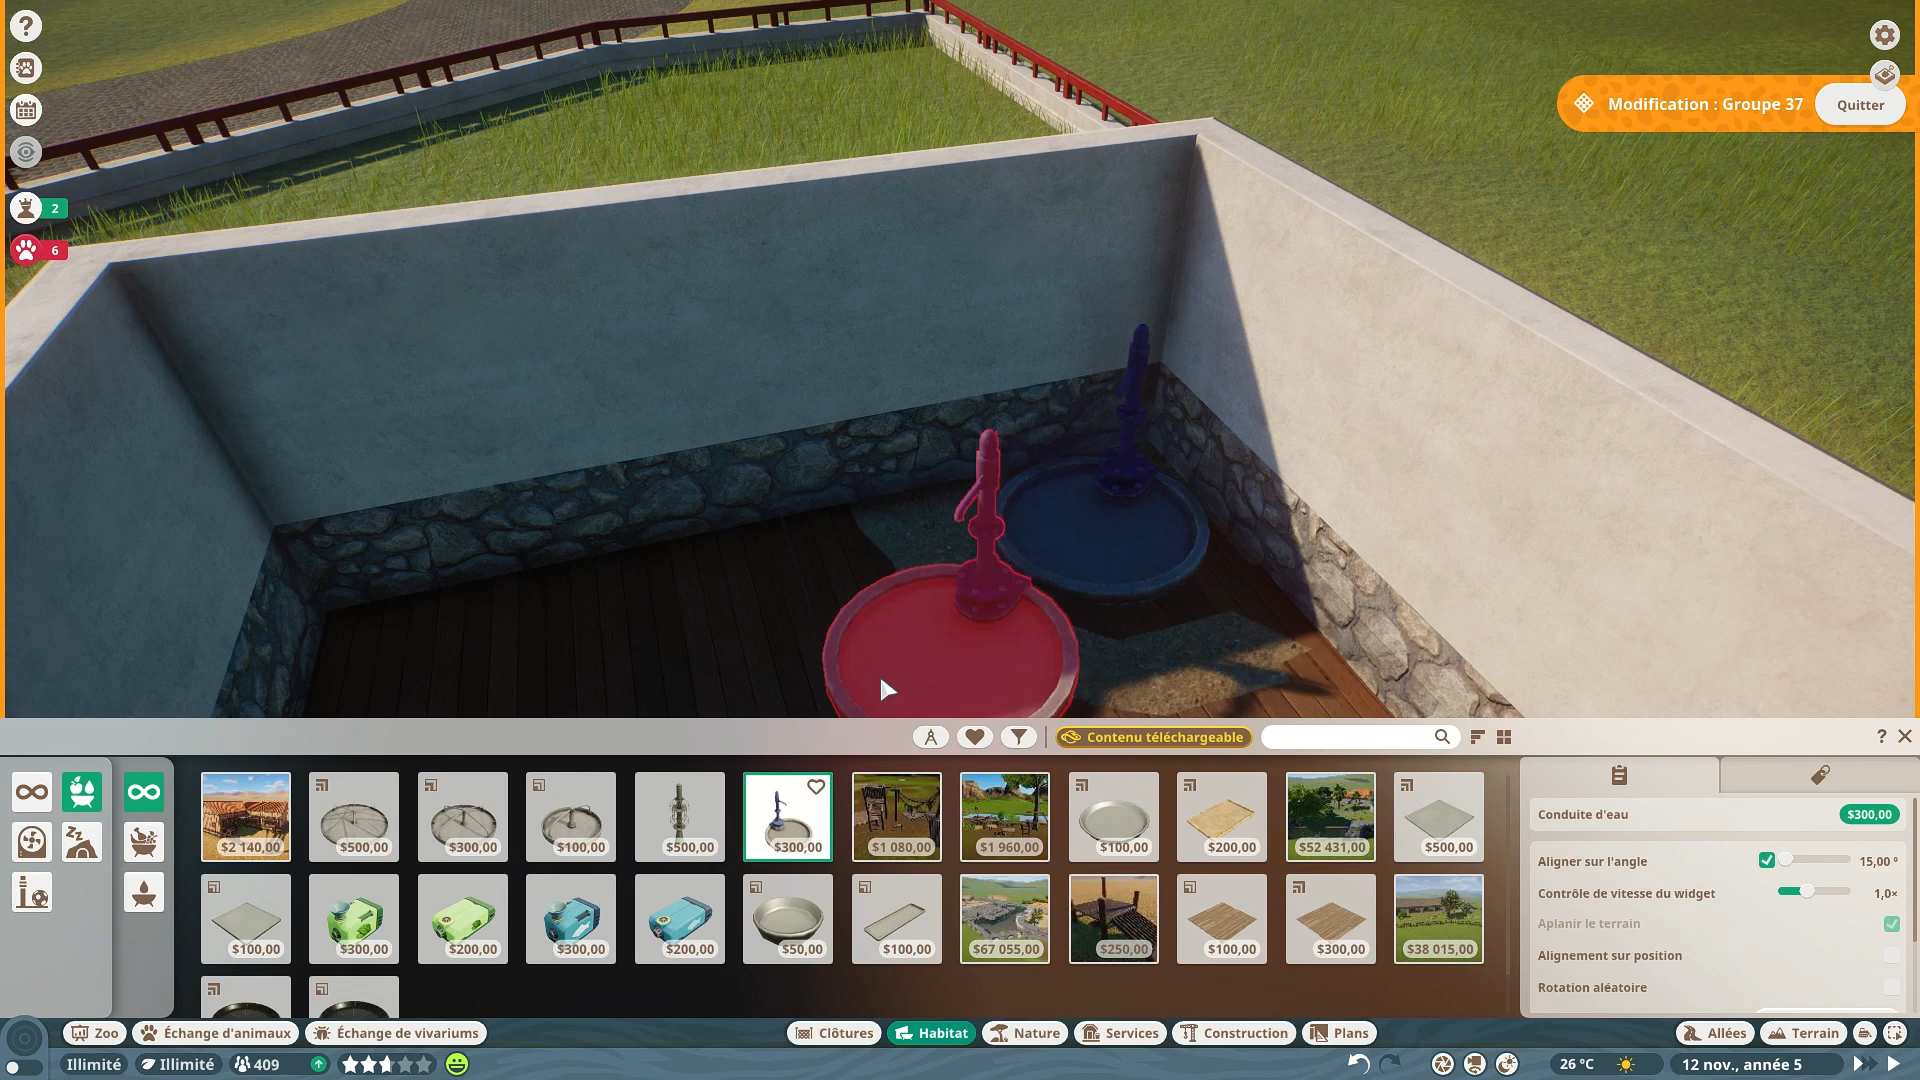 Modification : Groupe 37
Quitter
2
6
Contenu téléchargeable
?
$2 140,00
$500,00
$300,00
$100,00
$500,00
$300,00
$1 080,00
$1 960,00
$100,00
$200,00
$52 431,00
$500,00
$100,00
$300,00
$200,00
$300,00
$200,00
$50,00
$100,00
$67 055,00
$250,00
$100,00
$300,00
$38 015,00
Conduite d'eau
$300,00
Aligner sur l'angle
15,00 °
Contrôle de vitesse du widget
1,0×
Aplanir le terrain
Alignement sur position
Rotation aléatoire
Zoo
Échange d'animaux
Échange de vivariums
Clôtures
Habitat
Nature
Services
Construction
Plans
Allées
Terrain
Illimité
Illimité
409
26 °C
12 nov., année 5